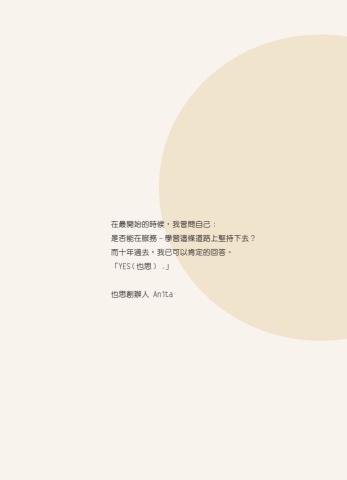 在最開始的時候，我曾問自己：
是否能在服務－學習這條道路上堅持下去？
而十年過去，我已可以肯定的回答。
「YES(也思) .」
也思創辦人 Anita